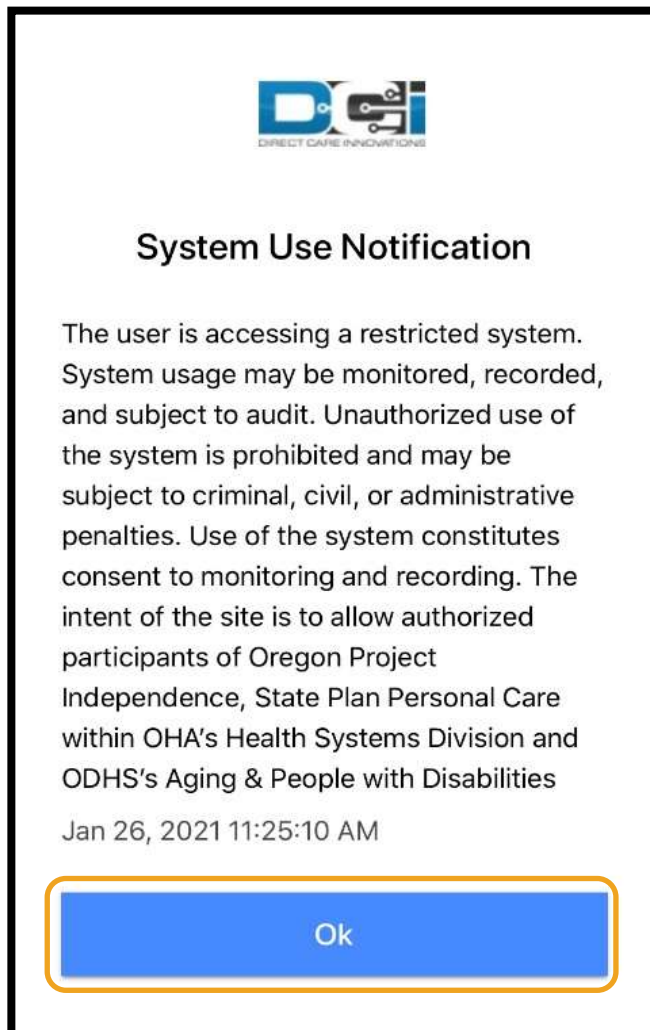 DCi
DIRECT CARE INNOVATIONS
System Use Notification
The user is accessing a restricted system.
System usage may be monitored, recorded,
and subject to audit. Unauthorized use of
the system is prohibited and may be
subject to criminal, civil, or administrative
penalties. Use of the system constitutes
consent to monitoring and recording. The
intent of the site is to allow authorized
participants of Oregon Project
Independence, State Plan Personal Care
within OHA's Health Systems Division and
ODHS's Aging & People with Disabilities
Jan 26, 2021 11:25:10 AM
Ok